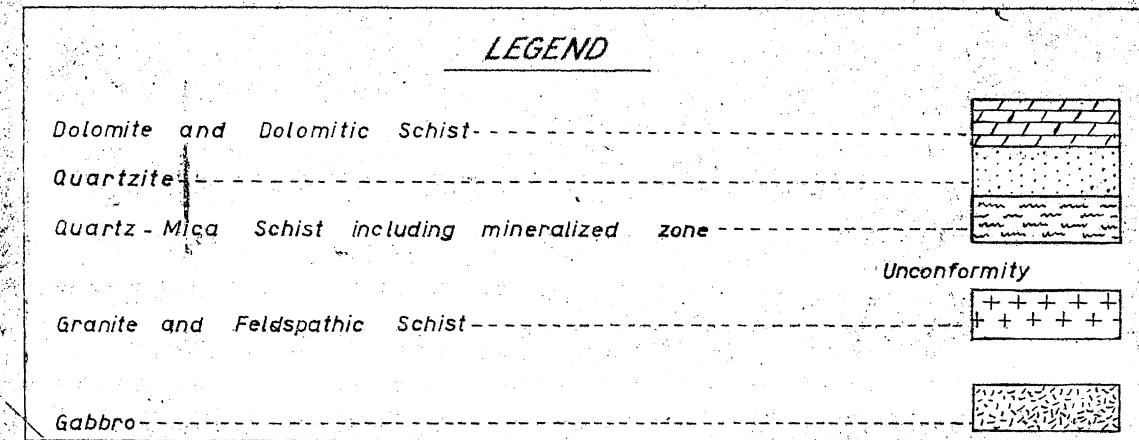 LEGEND
Dolomite and Dolomitic Schist
Quartzite
Quartz - Mica Schist including mineralized zone
Unconformity
Granite and Feldspathic Schist
Gabbro